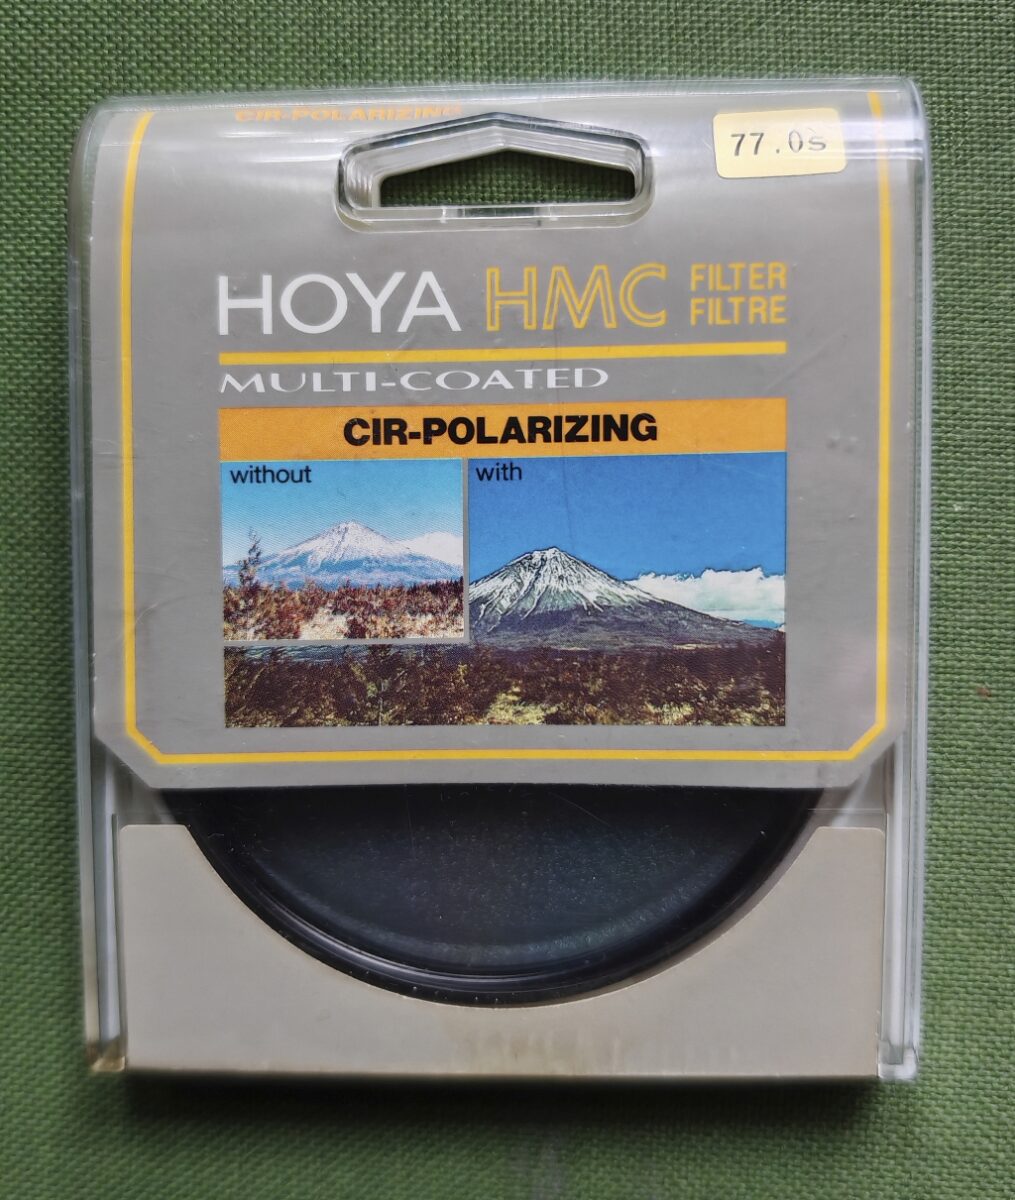 CIR-POLARIZING
77.0s
HOYA HMC FILTER
FILTRE
MULTI-COATED
CIR-POLARIZING
without
with